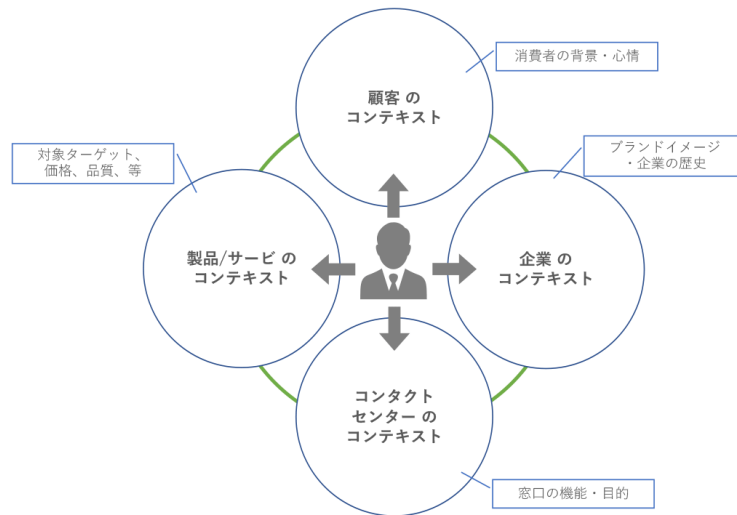 消費者の背景・心情
顧客 の
コンテキスト
対象ターゲット、
価格、品質、等
ブランドイメージ
・企業の歴史
製品/サービ の
コンテキスト
企業 の
コンテキスト
コンタクト
センター の
コンテキスト
窓口の機能・目的